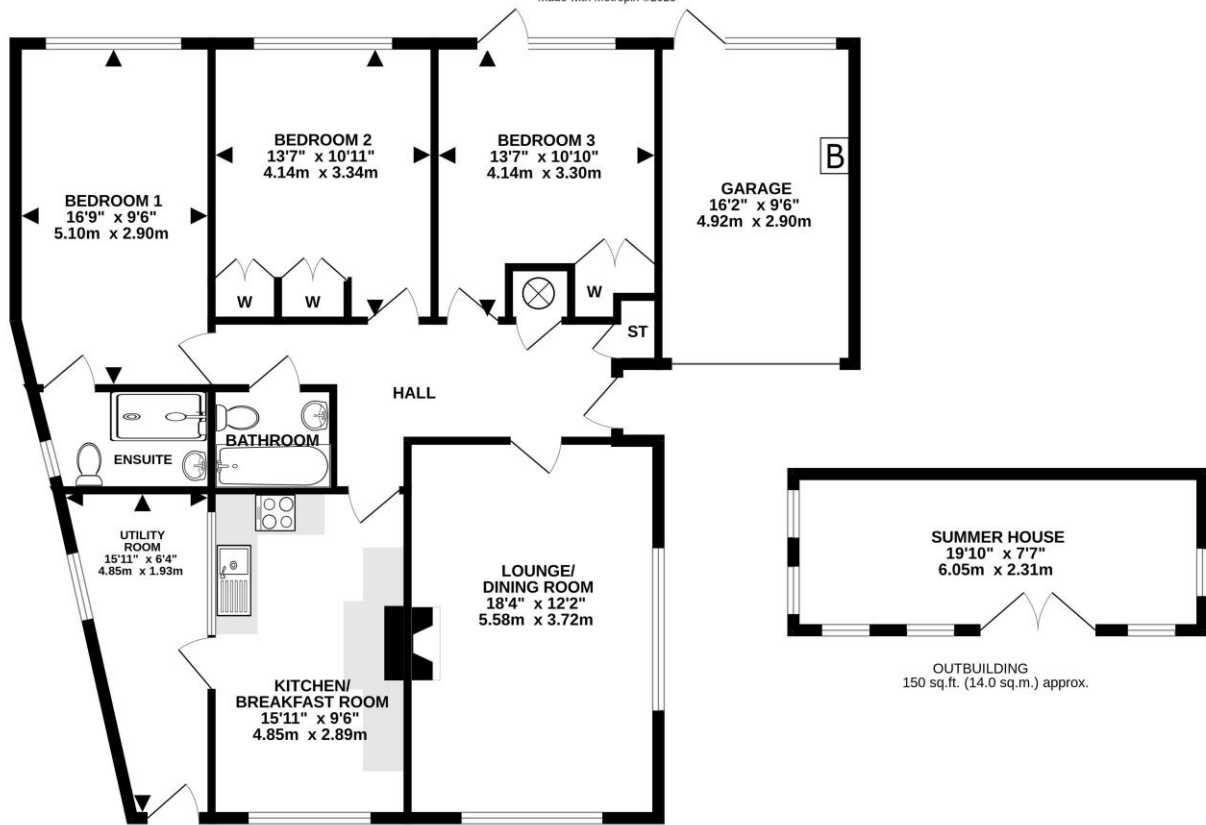 Made with Metropix ©2023
BEDROOM 1
16'9" x 9'6"
5.10m x 2.90m
BEDROOM 2
13'7" x 10'11"
4.14m x 3.34m
BEDROOM 3
13'7" x 10'10"
4.14m x 3.30m
GARAGE
16'2" x 9'6"
4.92m x 2.90m
B
W
W
W
ST
HALL
BATHROOM
ENSUITE
UTILITY
ROOM
15'11" x 6'4"
4.85m x 1.93m
LOUNGE/
DINING ROOM
18'4" x 12'2"
5.58m x 3.72m
KITCHEN/
BREAKFAST ROOM
15'11" x 9'6"
4.85m x 2.89m
SUMMER HOUSE
19'10" x 7'7"
6.05m x 2.31m
OUTBUILDING
150 sq.ft. (14.0 sq.m.) approx.